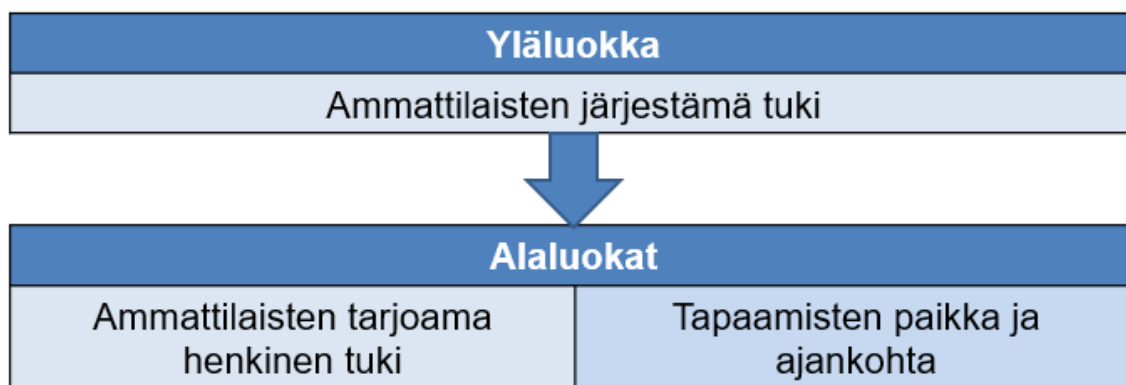 Yläluokka
Ammattilaisten järjestämä tuki
Alaluokat
Ammattilaisten tarjoama
henkinen tuki
Tapaamisten paikka ja
ajankohta